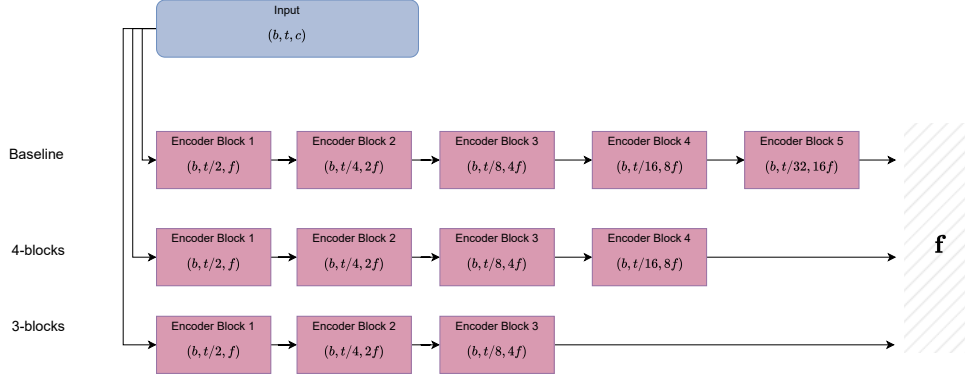 Input
(b, t, c)
Baseline
Encoder Block 1
(b, t/2, f)
Encoder Block 2
(b, t/4, 2f)
Encoder Block 3
(b, t/8, 4f)
Encoder Block 4
(b, t/16, 8f)
Encoder Block 5
(b, t/32, 16f)
4-blocks
Encoder Block 1
(b, t/2, f)
Encoder Block 2
(b, t/4, 2f)
Encoder Block 3
(b, t/8, 4f)
Encoder Block 4
(b, t/16, 8f)
f
3-blocks
Encoder Block 1
(b, t/2, f)
Encoder Block 2
(b, t/4, 2f)
Encoder Block 3
(b, t/8, 4f)